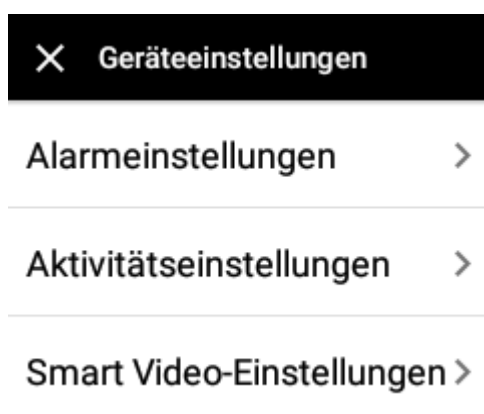 Geräteeinstellungen
Alarmeinstellungen
Aktivitätseinstellungen
Smart Video-Einstellungen